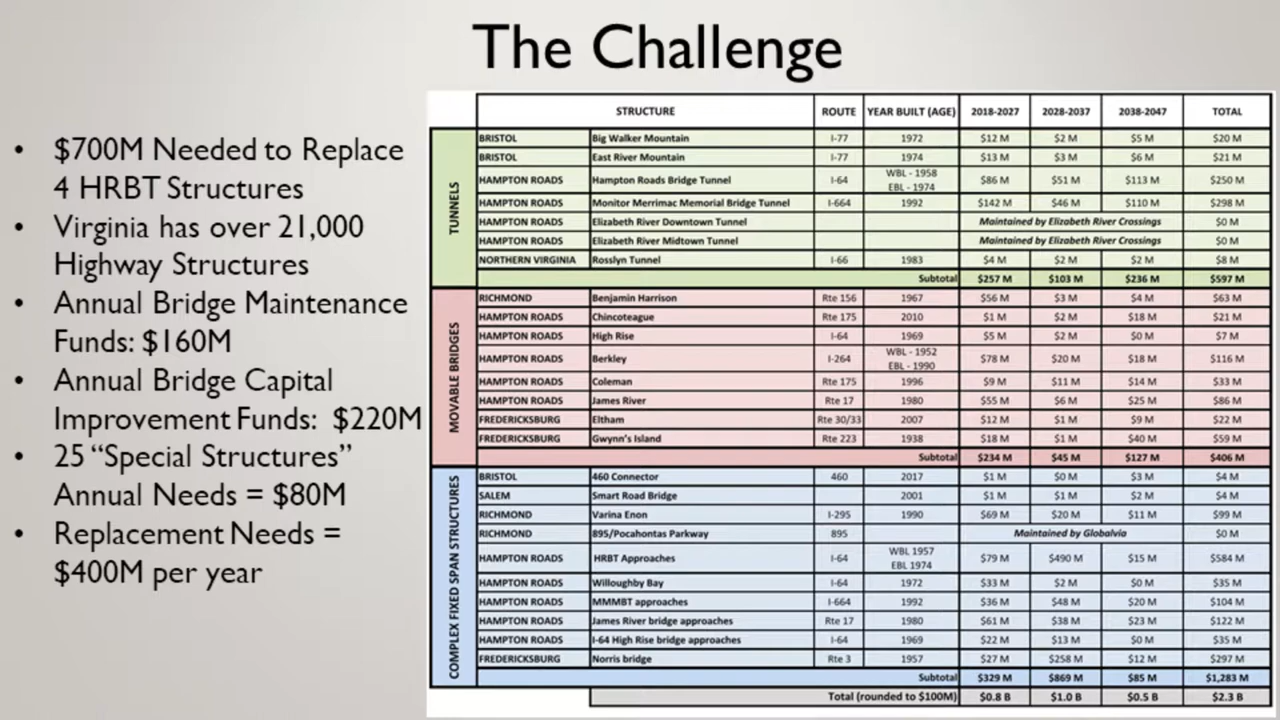 The Challenge
• $700M Needed to Replace
4 HRBT Structures
• Virginia has over 21,000
Highway Structures
• Annual Bridge Maintenance
Funds: $160M
• Annual Bridge Capital
Improvement Funds: $220M
• 25 “Special Structures”
Annual Needs = $80M
• Replacement Needs =
$400M per year
STRUCTURE ROUTE YEAR BUILT (AGE) 2018-2027 2028-2037 2038-2047 TOTAL
TUNNELS
BRISTOL Big Walker Mountain I-77 1972 $12 M $2 M $5 M $20 M
BRISTOL East River Mountain I-77 1974 $13 M $3 M $6 M $21 M
HAMPTON ROADS Hampton Roads Bridge Tunnel I-64 WBL - 1958 EBL - 1974 $86 M $51 M $113 M $250 M
HAMPTON ROADS Monitor Merrimac Memorial Bridge Tunnel I-664 1992 $142 M $46 M $110 M $298 M
HAMPTON ROADS Elizabeth River Downtown Tunnel Maintained by Elizabeth River Crossings $0 M
HAMPTON ROADS Elizabeth River Midtown Tunnel Maintained by Elizabeth River Crossings $0 M
NORTHERN VIRGINIA Rosslyn Tunnel I-66 1983 $4 M $2 M $2 M $8 M
Subtotal $257 M $103 M $236 M $597 M
MOVABLE BRIDGES
RICHMOND Benjamin Harrison Rte 156 1967 $56 M $3 M $4 M $63 M
HAMPTON ROADS Chincoteague Rte 175 2010 $1 M $2 M $18 M $21 M
HAMPTON ROADS High Rise I-64 1969 $5 M $2 M $0 M $7 M
HAMPTON ROADS Berkley I-264 WBL - 1952 EBL - 1990 $78 M $20 M $18 M $116 M
HAMPTON ROADS Coleman Rte 175 1996 $9 M $11 M $14 M $33 M
HAMPTON ROADS James River Rte 17 1980 $55 M $6 M $25 M $86 M
FREDERICKSBURG Eltham Rte 30/33 2007 $12 M $1 M $9 M $22 M
FREDERICKSBURG Gwynn's Island Rte 223 1938 $18 M $1 M $40 M $59 M
Subtotal $234 M $45 M $127 M $406 M
COMPLEX FIXED SPAN STRUCTURES
BRISTOL 460 Connector 460 2017 $1 M $0 M $3 M $4 M
SALEM Smart Road Bridge 2001 $1 M $1 M $2 M $4 M
RICHMOND Varina Enon I-295 1990 $69 M $20 M $11 M $99 M
RICHMOND 895/Pocahontas Parkway 895 Maintained by Globalvia $0 M
HAMPTON ROADS HRBT Approaches I-64 WBL 1957 EBL 1974 $79 M $490 M $15 M $584 M
HAMPTON ROADS Willoughby Bay I-64 1972 $33 M $2 M $0 M $35 M
HAMPTON ROADS MMMBT approaches I-664 1992 $36 M $48 M $20 M $104 M
HAMPTON ROADS James River bridge approaches Rte 17 1980 $61 M $38 M $23 M $122 M
HAMPTON ROADS I-64 High Rise bridge approaches I-64 1969 $22 M $13 M $0 M $35 M
FREDERICKSBURG Norris bridge Rte 3 1957 $27 M $258 M $12 M $297 M
Subtotal $329 M $869 M $85 M $1,283 M
Total (rounded to $100M) $0.8 B $1.0 B $0.5 B $2.3 B